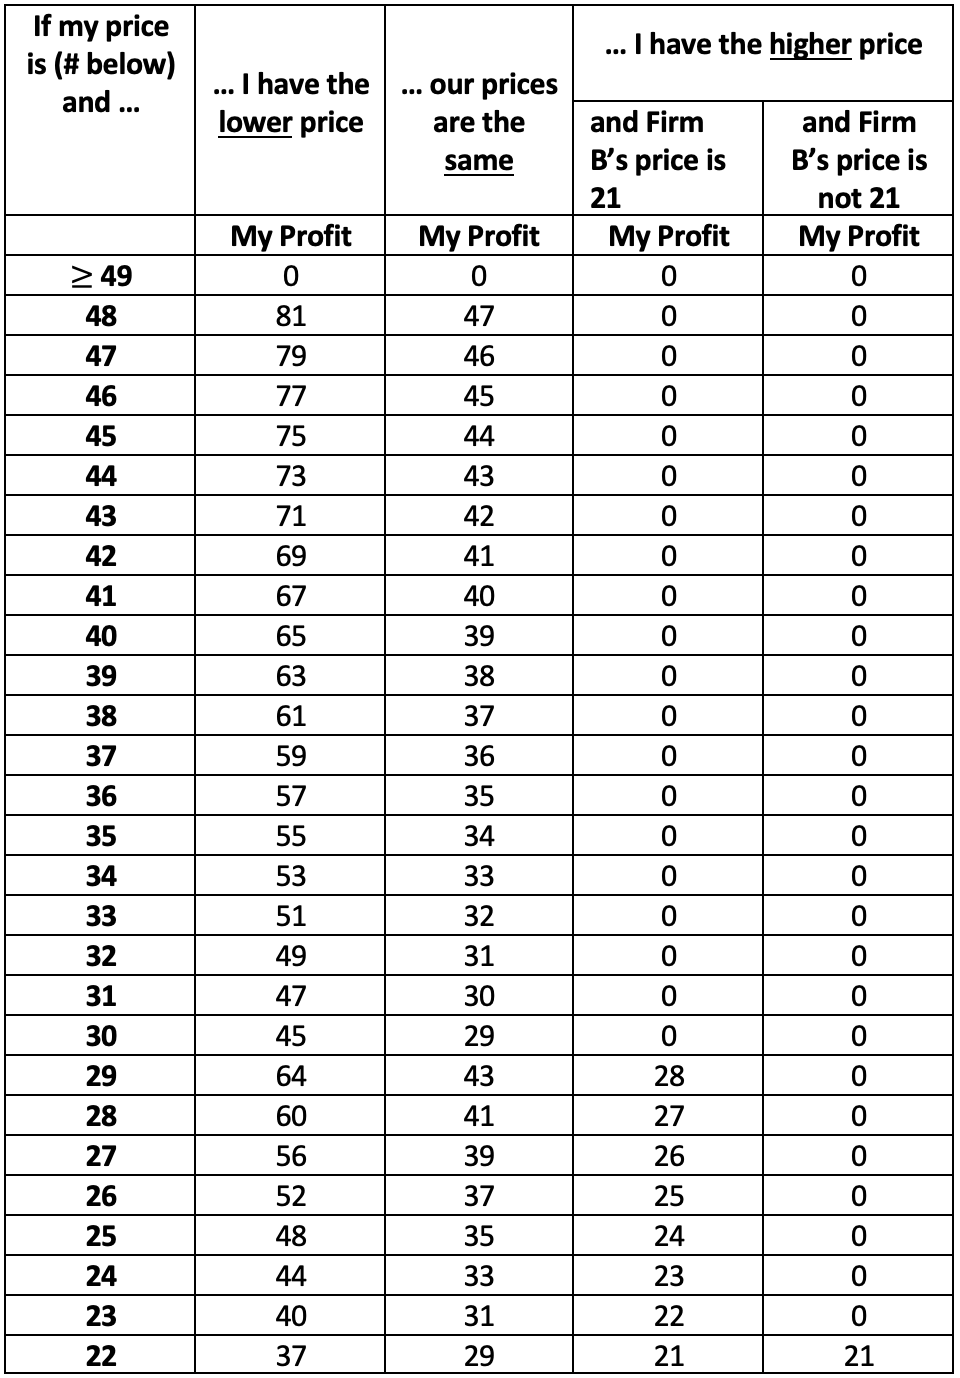 If my price
is (# below)
and ...
... I have the
lower price
... our prices
are the
same
... I have the higher price
and Firm
B’s price is
21
and Firm
B’s price is
not 21
My Profit My Profit My Profit My Profit
≥ 49 0 0 0 0
48 81 47 0 0
47 79 46 0 0
46 77 45 0 0
45 75 44 0 0
44 73 43 0 0
43 71 42 0 0
42 69 41 0 0
41 67 40 0 0
40 65 39 0 0
39 63 38 0 0
38 61 37 0 0
37 59 36 0 0
36 57 35 0 0
35 55 34 0 0
34 53 33 0 0
33 51 32 0 0
32 49 31 0 0
31 47 30 0 0
30 45 29 0 0
29 64 43 28 0
28 60 41 27 0
27 56 39 26 0
26 52 37 25 0
25 48 35 24 0
24 44 33 23 0
23 40 31 22 0
22 37 29 21 21